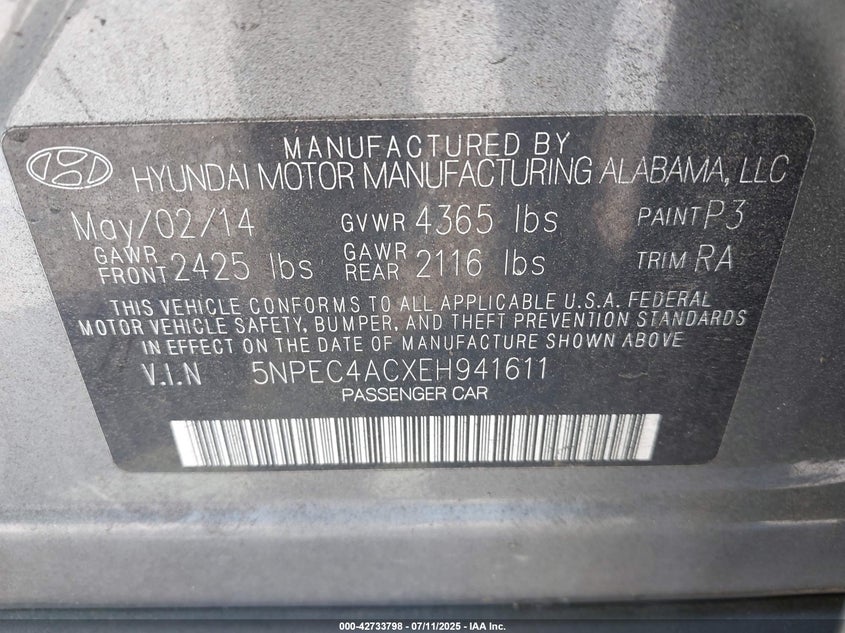 MANUFACTURED BY
HYUNDAI MOTOR MANUFACTURING ALABAMA, LLC
May/02/14 GVWR 4365 lbs PAINT P3
GAWR FRONT 2425 lbs GAWR REAR 2116 lbs TRIM RA
THIS VEHICLE CONFORMS TO ALL APPLICABLE U.S.A. FEDERAL
MOTOR VEHICLE SAFETY, BUMPER, AND THEFT PREVENTION STANDARDS
IN EFFECT ON THE DATE OF MANUFACTURE SHOWN ABOVE.
V.I.N 5NPEC4ACXEH941611
PASSENGER CAR
000-42733798 - 07/11/2025 - IAA Inc.